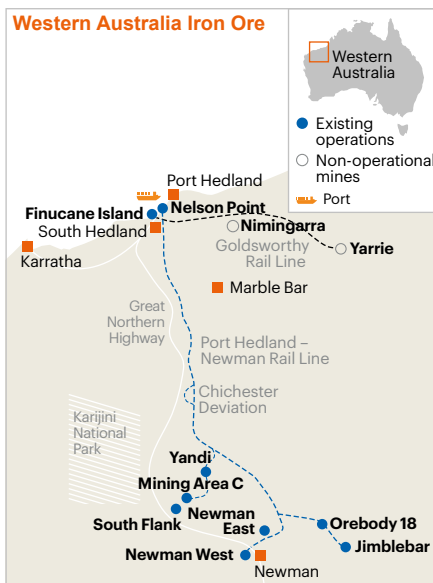 Western Australia Iron Ore
Western
Australia
Existing
operations
Non-operational
mines
Port
Port Hedland
Nelson Point
Finucane Island
South Hedland
Nimingarra
Goldsworthy
Rail Line
Yarrie
Karratha
Marble Bar
Great
Northern
Highway
Port Hedland –
Newman Rail Line
Chichester
Deviation
Karijini
National
Park
Yandi
Mining Area C
South Flank
Newman
East
Orebody 18
Jimblebar
Newman West
Newman